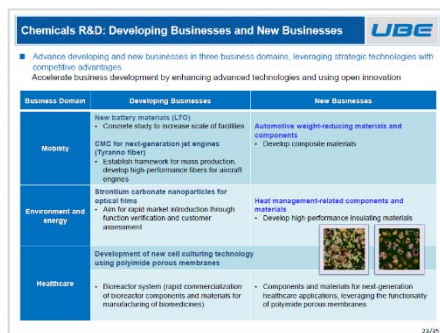 Chemicals R&D: Developing Businesses and New Businesses
UBE
Advance developing and new businesses in three business domains, leveraging strategic technologies with
competitive advantages
Accelerate business development by enhancing advanced technologies and using open innovation
Business Domain
Developing Businesses
New Businesses
Mobility
New battery materials (LTO)
• Concrete study to increase scale of facilities
CMC for next-generation jet engines
(Tyranno fiber)
• Establish framework for mass production,
develop high-performance fibers for aircraft
engines
Automotive weight-reducing materials and
components
• Develop composite materials
Environment and
energy
Strontium carbonate nanoparticles for
optical films
• Aim for rapid market introduction through
function verification and customer
assessment
Heat management-related components and
materials
• Develop high-performance insulating materials
Healthcare
Development of new cell culturing technology
using polyimide porous membranes
• Bioreactor system (rapid commercialization
of bioreactor components and materials for
manufacturing of biomedicines)
• Components and materials for next-generation
healthcare applications, leveraging the functionality
of polyimide porous membranes
23/35